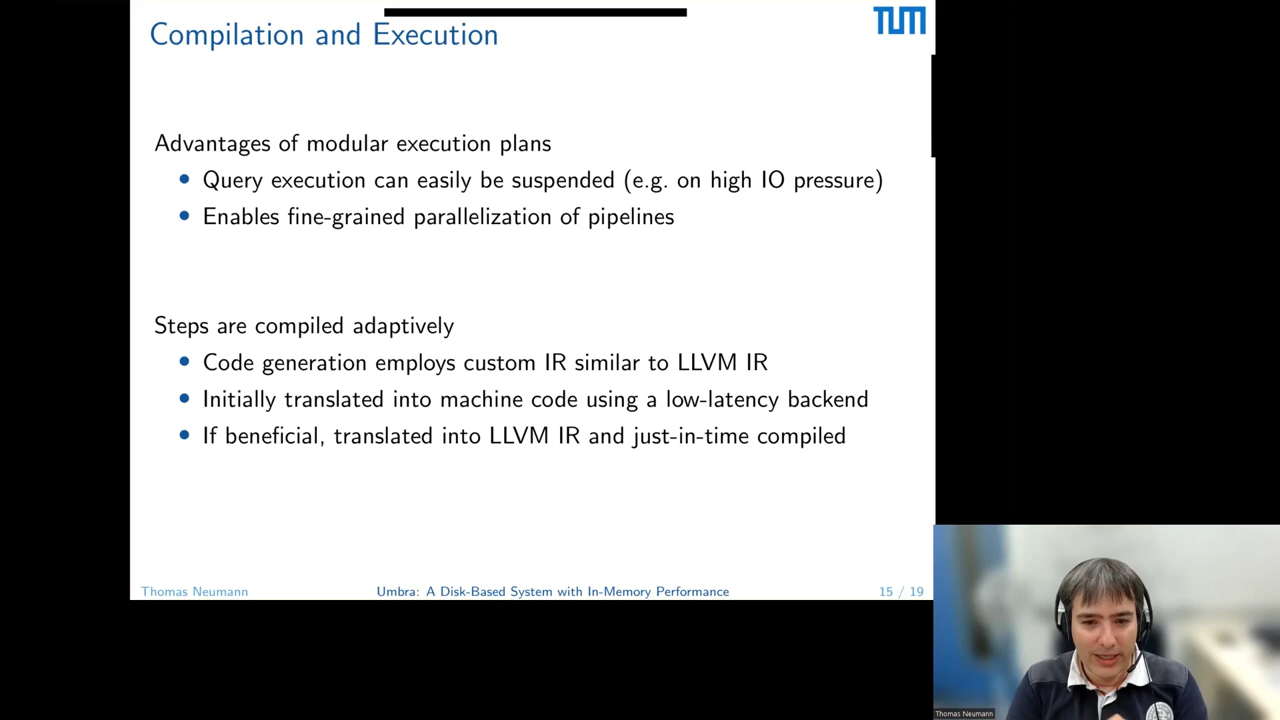 Compilation and Execution
TUM
Advantages of modular execution plans
• Query execution can easily be suspended (e.g. on high IO pressure)
• Enables fine-grained parallelization of pipelines
Steps are compiled adaptively
• Code generation employs custom IR similar to LLVM IR
• Initially translated into machine code using a low-latency backend
• If beneficial, translated into LLVM IR and just-in-time compiled
Thomas Neumann
Umbra: A Disk-Based System with In-Memory Performance
15 / 19
Thomas Neumann